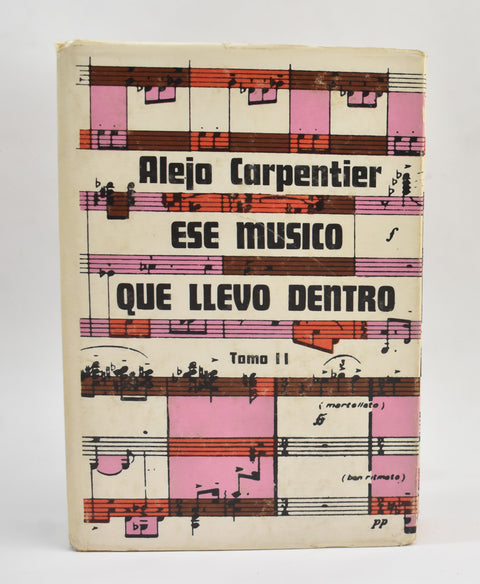 Alejo Carpentier
ESE MUSICO
f
QUE LLEVO DENTRO
Tomo II
(martellato)
(ben ritmato)
pp